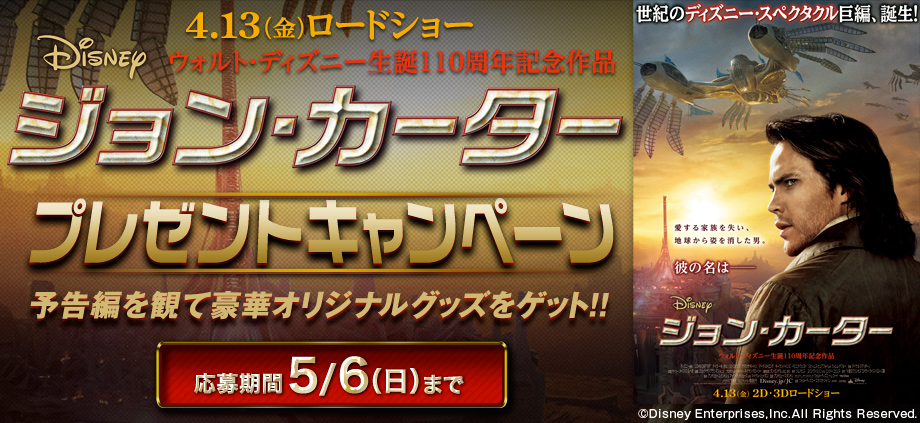 4.13(金)ロードショー
DISNEY
ウォルト・ディズニー生誕110周年記念作品
ジョン・カーター
プレゼントキャンペーン
予告編を観て豪華オリジナルグッズをゲット!!
応募期間 5/6(日)まで
世紀のディズニー・スペクタクル巨編、誕生!
愛する家族を失い、
地球から姿を消した男。
彼の名は──
DISNEY
ジョン・カーター
ウォルト・ディズニー生誕110周年記念作品
Disney.jp/JC
4.13(金) 2D・3Dロードショー
©Disney Enterprises,Inc.All Rights Reserved.